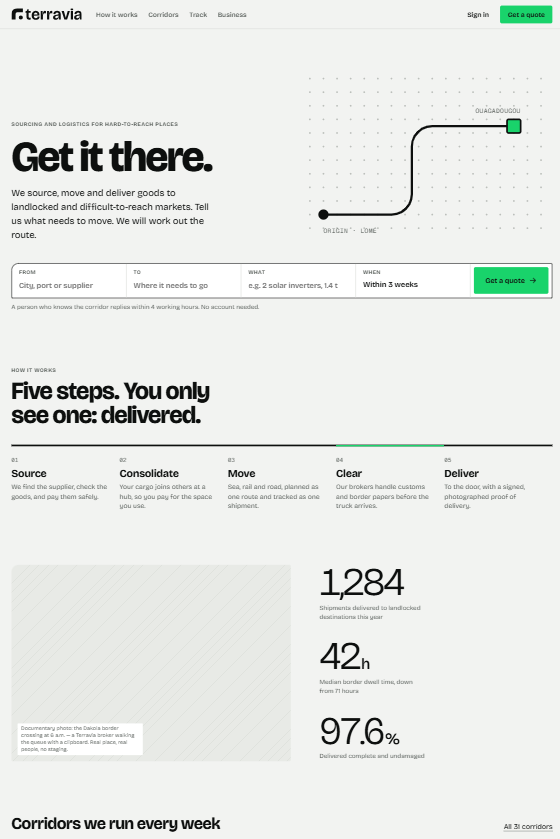 terravia
How it works
Corridors
Track
Business
Sign in
Get a quote
SOURCING AND LOGISTICS FOR HARD-TO-REACH PLACES
Get it there.
We source, move and deliver goods to
landlocked and difficult-to-reach markets. Tell
us what needs to move. We will work out the
route.
OUAGADOUGOU
ORIGIN · LOMÉ
FROM
City, port or supplier
TO
Where it needs to go
WHAT
e.g. 2 solar inverters, 1.4 t
WHEN
Within 3 weeks
Get a quote →
A person who knows the corridor replies within 4 working hours. No account needed.
HOW IT WORKS
Five steps. You only
see one: delivered.
01
Source
We find the supplier, check the
goods, and pay them safely.
02
Consolidate
Your cargo joins others at a
hub, so you pay for the space
you use.
03
Move
Sea, rail and road, planned as
one route and tracked as one
shipment.
04
Clear
Our brokers handle customs
and border papers before the
truck arrives.
05
Deliver
To the door, with a signed,
photographed proof of
delivery.
Documentary photo: the Dakola border
crossing at 6 a.m. — a Terravia broker walking
the queue with a clipboard. Real place, real
people, no staging.
1,284
Shipments delivered to landlocked
destinations this year
42h
Median border dwell time, down
from 71 hours
97.6%
Delivered complete and undamaged
Corridors we run every week
All 31 corridors